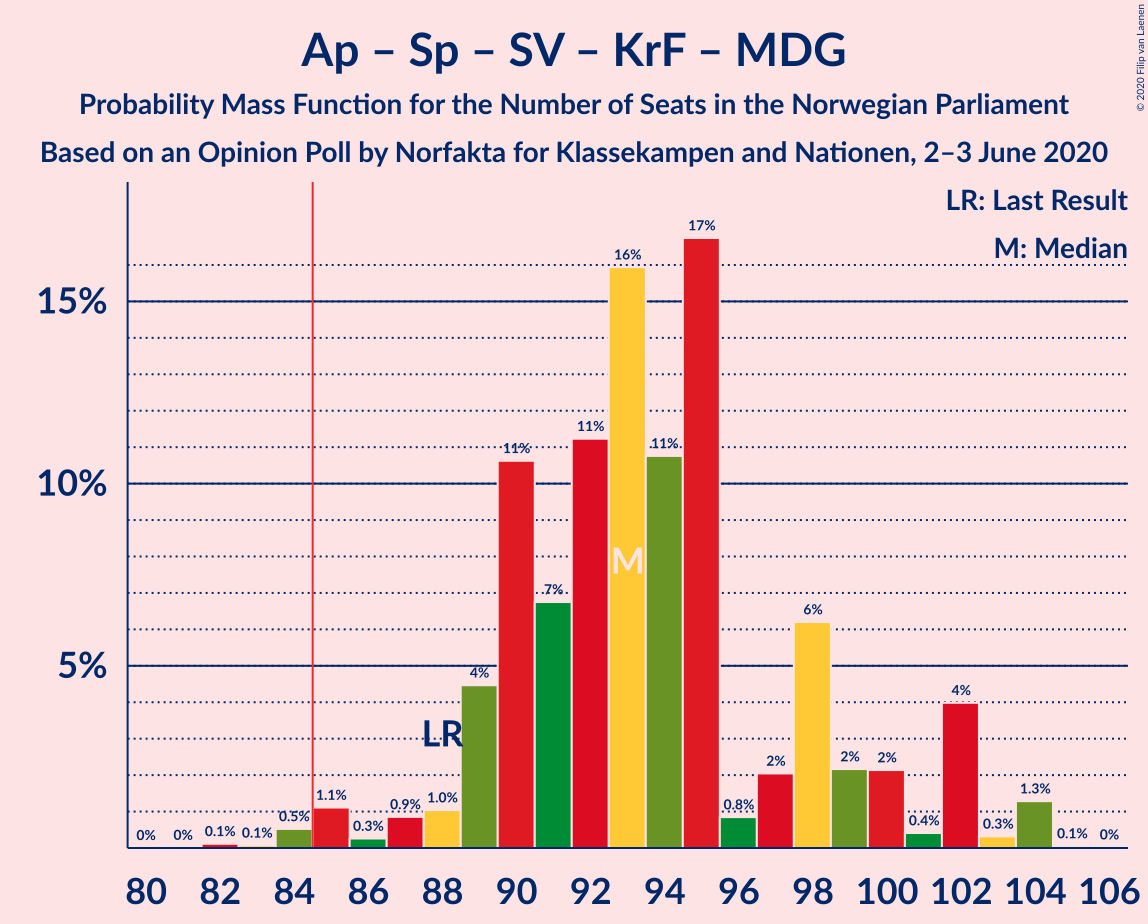 Ap – Sp – SV – KrF – MDG
Probability Mass Function for the Number of Seats in the Norwegian Parliament
Based on an Opinion Poll by Norfakta for Klassekampen and Nationen, 2–3 June 2020
© 2020 Filip van Laenen
LR: Last Result
M: Median
15%
10%
5%
0% 0% 0.1% 0.1% 0.5% 1.1% 0.3% 0.9% 1.0% 4% 11% 7% 11% 16% 11% 17% 0.8% 2% 6% 2% 2% 0.4% 4% 0.3% 1.3% 0.1% 0%
LR
M
80 82 84 86 88 90 92 94 96 98 100 102 104 106